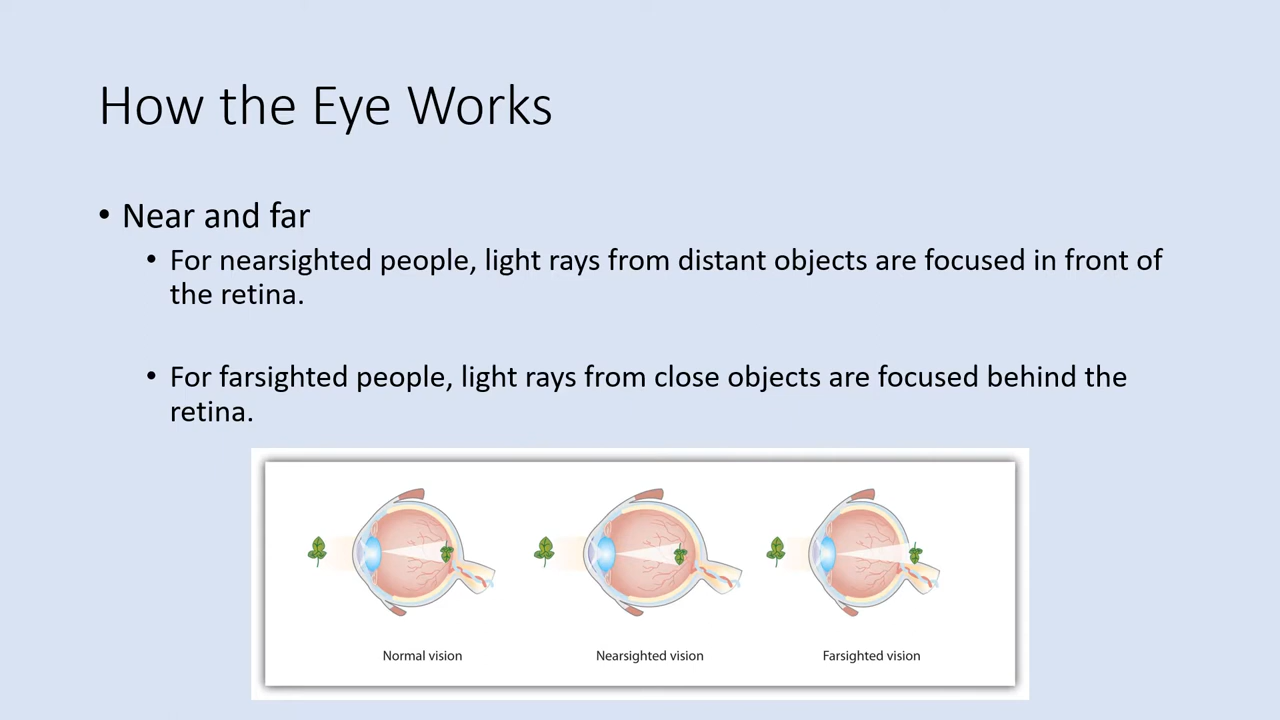 How the Eye Works
• Near and far
• For nearsighted people, light rays from distant objects are focused in front of
the retina.
• For farsighted people, light rays from close objects are focused behind the
retina.
Normal vision
Nearsighted vision
Farsighted vision